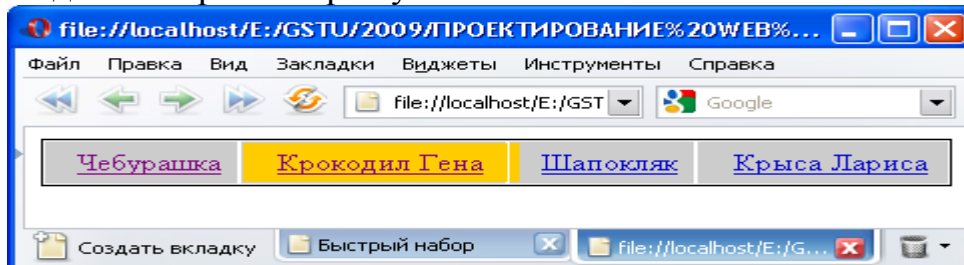 file://localhost/E:/GSTU/2009/ПРОЕКТИРОВАНИЕ%20WEB%...
Файл Правка Вид Закладки Виджеты Инструменты Справка
file://localhost/E:/GST Google
Чебурашка Крокодил Гена Шапокляк Крыса Лариса
Создать вкладку Быстрый набор file://localhost/E:/G...